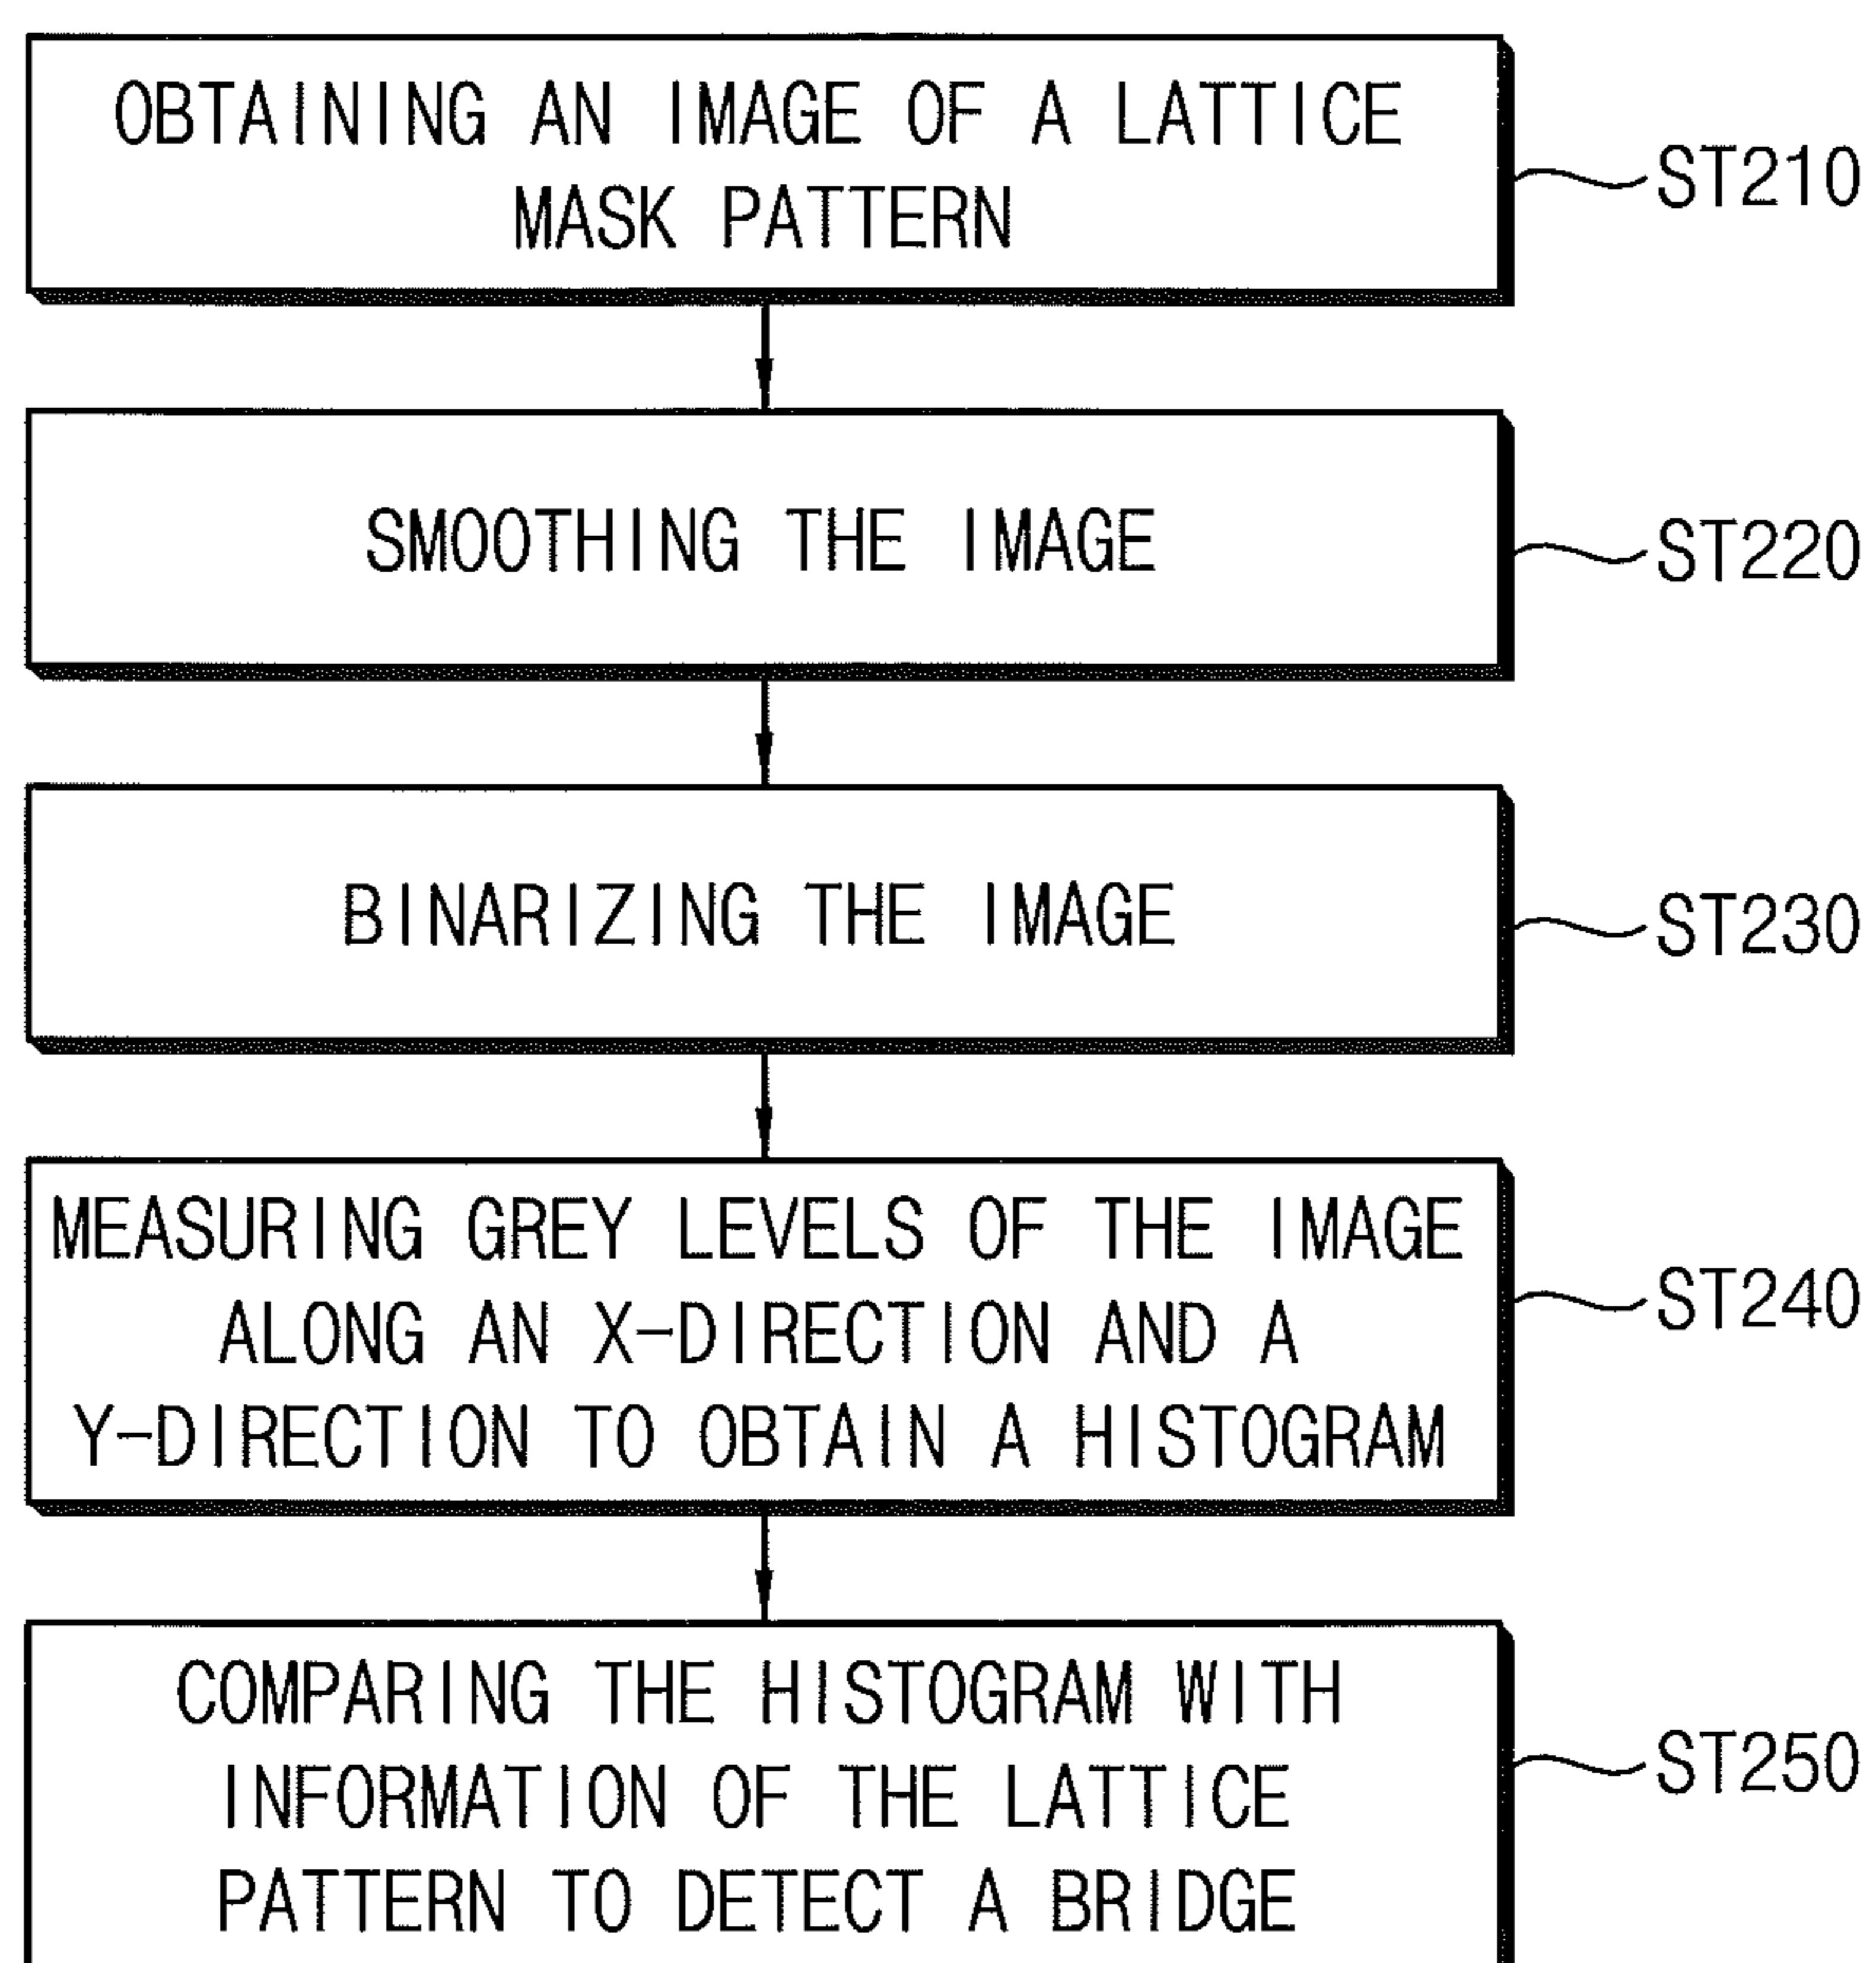 OBTAINING AN IMAGE OF A LATTICE
MASK PATTERN
ST210
SMOOTHING THE IMAGE
ST220
BINARIZING THE IMAGE
ST230
MEASURING GREY LEVELS OF THE IMAGE
ALONG AN X-DIRECTION AND A
Y-DIRECTION TO OBTAIN A HISTOGRAM
ST240
COMPARING THE HISTOGRAM WITH
INFORMATION OF THE LATTICE
PATTERN TO DETECT A BRIDGE
ST250